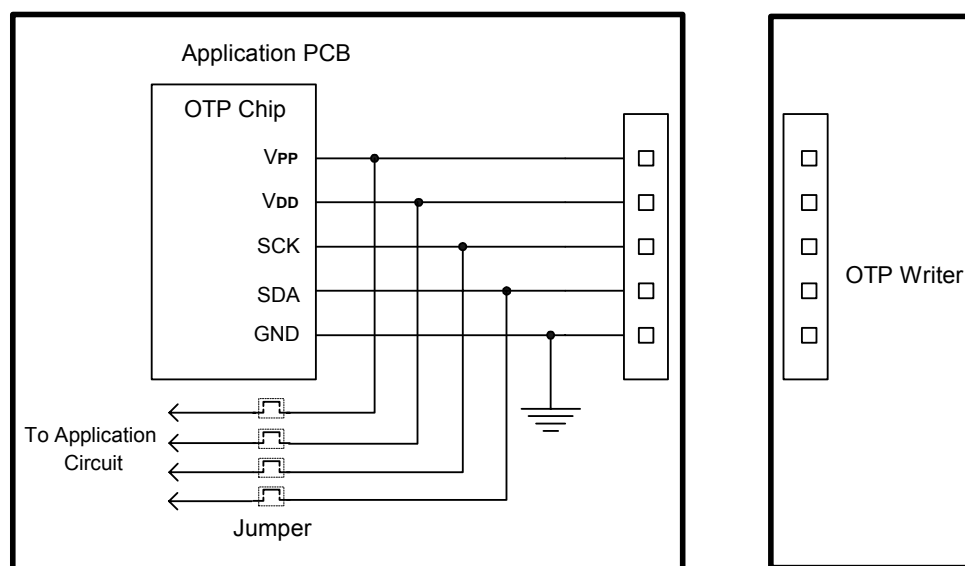 Application PCB
OTP Chip
VPP
VDD
SCK
SDA
GND
OTP Writer
To Application
Circuit
Jumper